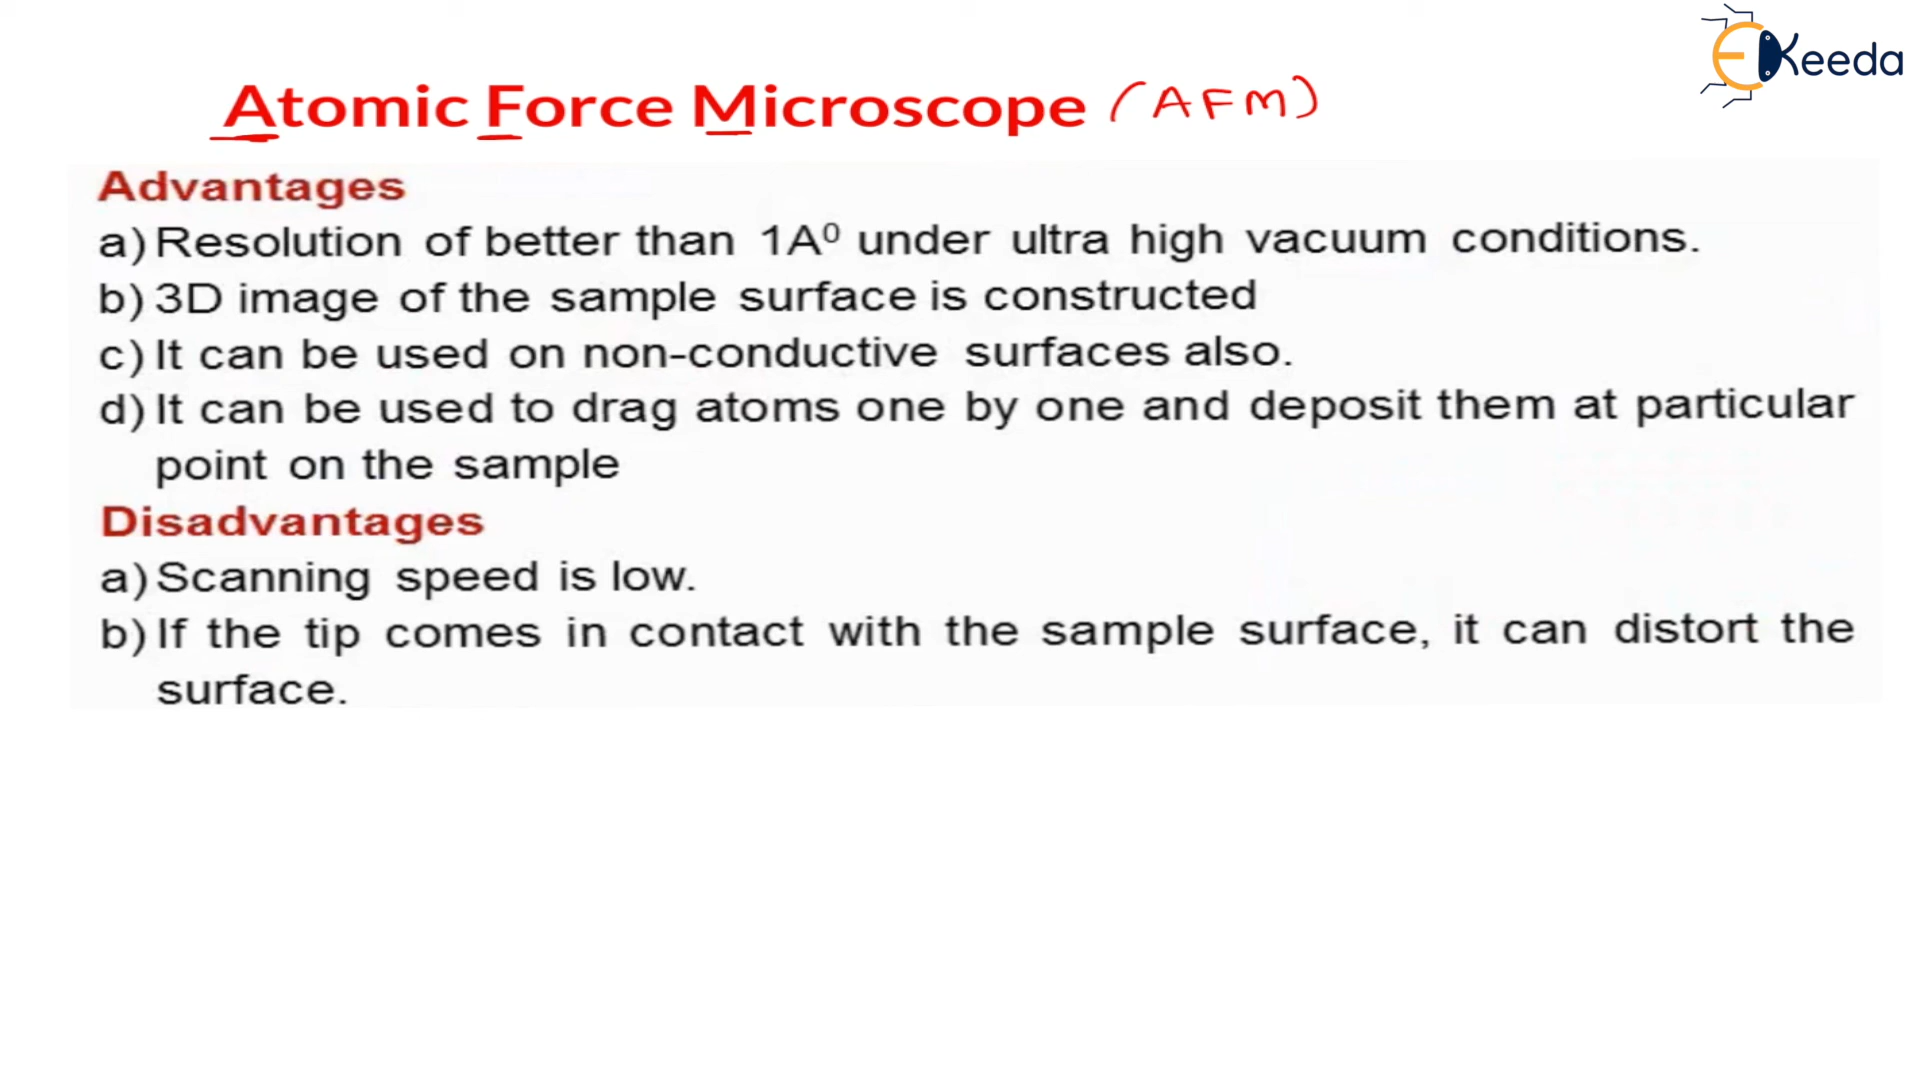 EKeeda
Atomic Force Microscope (AFM)
Advantages
a) Resolution of better than 1A⁰ under ultra high vacuum conditions.
b) 3D image of the sample surface is constructed
c) It can be used on non-conductive surfaces also.
d) It can be used to drag atoms one by one and deposit them at particular
point on the sample
Disadvantages
a) Scanning speed is low.
b) If the tip comes in contact with the sample surface, it can distort the
surface.